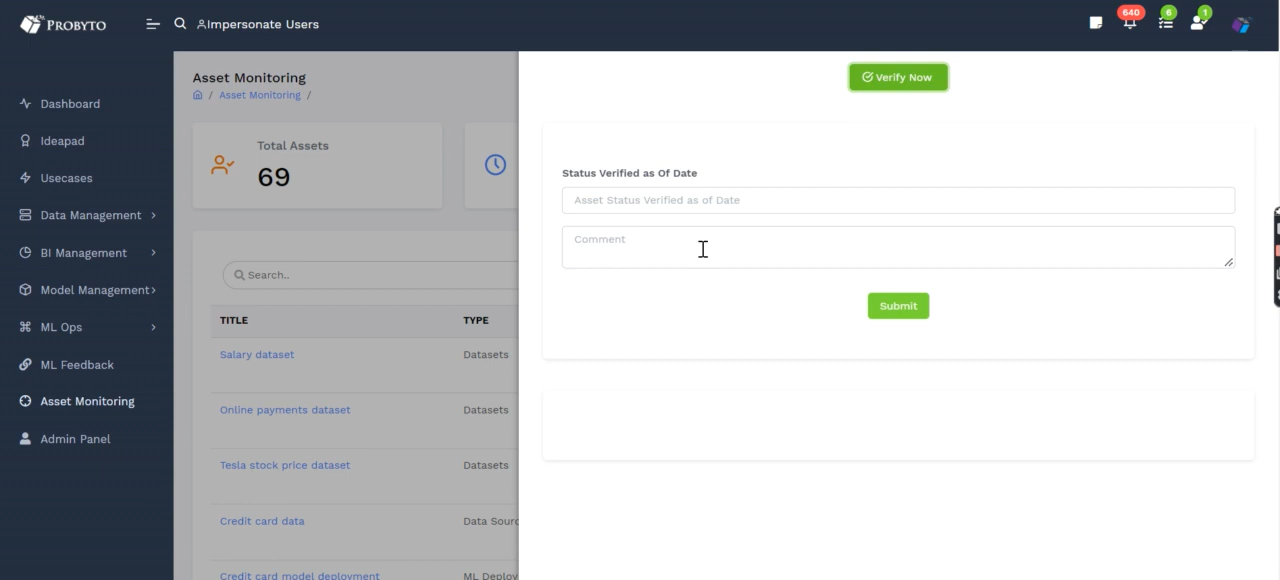 PROBYTO
Impersonate Users
640
6
1
Dashboard
Ideapad
Usecases
Data Management
BI Management
Model Management
ML Ops
ML Feedback
Asset Monitoring
Admin Panel
Asset Monitoring
/ Asset Monitoring /
Total Assets
69
Search..
TITLE TYPE
Salary dataset Datasets
Online payments dataset Datasets
Tesla stock price dataset Datasets
Credit card data Data Sourc
Credit card model deployment ML Deploy
Verify Now
Status Verified as Of Date
Asset Status Verified as of Date
Comment
Submit